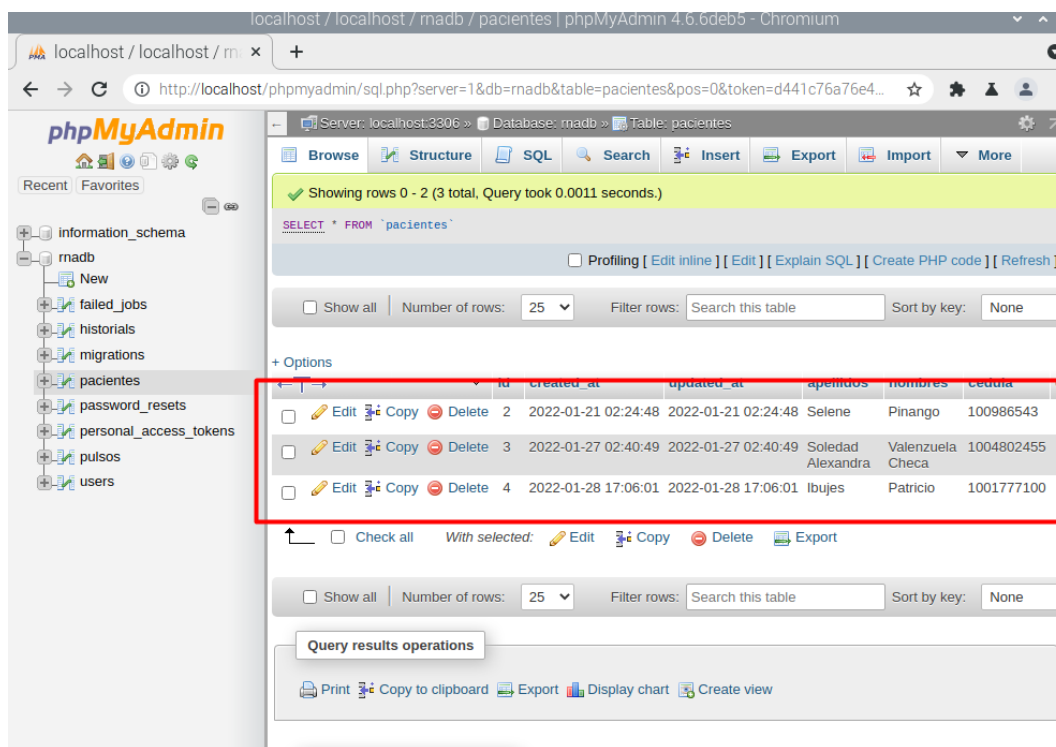 localhost / localhost / rnadb / pacientes | phpMyAdmin 4.6.6deb5 - Chromium
localhost / localhost / rn
http://localhost/phpmyadmin/sql.php?server=1&db=rnadb&table=pacientes&pos=0&token=d441c76a76e4...
phpMyAdmin
Recent Favorites
information_schema
rnadb
New
failed_jobs
historials
migrations
pacientes
password_resets
personal_access_tokens
pulsos
users
Server: localhost:3306 » Database: rnadb » Table: pacientes
Browse Structure SQL Search Insert Export Import More
Showing rows 0 - 2 (3 total, Query took 0.0011 seconds.)
SELECT * FROM `pacientes`
Profiling [ Edit inline ] [ Edit ] [ Explain SQL ] [ Create PHP code ] [ Refresh ]
Show all Number of rows: 25 Filter rows: Search this table Sort by key: None
+ Options
id created_at updated_at apellidos nombres cedula
Edit Copy Delete 2 2022-01-21 02:24:48 2022-01-21 02:24:48 Selene Pinango 100986543
Edit Copy Delete 3 2022-01-27 02:40:49 2022-01-27 02:40:49 Soledad Valenzuela 1004802455
Alexandra Checa
Edit Copy Delete 4 2022-01-28 17:06:01 2022-01-28 17:06:01 Ibujes Patricio 1001777100
Check all With selected: Edit Copy Delete Export
Show all Number of rows: 25 Filter rows: Search this table Sort by key: None
Query results operations
Print Copy to clipboard Export Display chart Create view